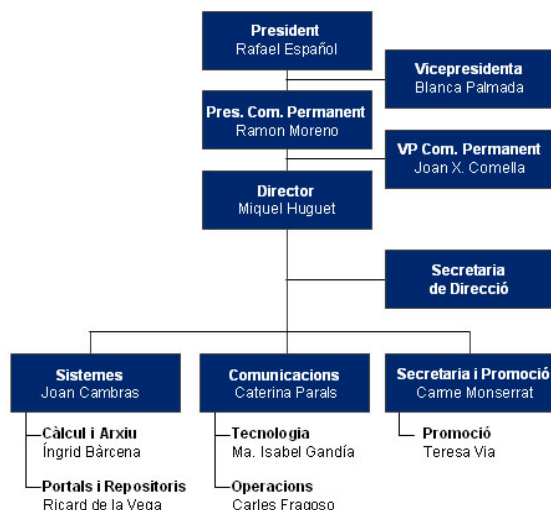 President
Rafael Español
Vicepresidenta
Blanca Palmada
Pres. Com. Permanent
Ramon Moreno
VP Com. Permanent
Joan X. Comella
Director
Miquel Huguet
Secretaria
de Direcció
Sistemes
Joan Cambras
Comunicacions
Caterina Parals
Secretaria i Promoció
Carme Monserrat
Càlcul i Arxiu
Íngrid Bàrcena
Portals i Repositoris
Ricard de la Vega
Tecnologia
Ma. Isabel Gandía
Operacions
Carles Fragoso
Promoció
Teresa Via